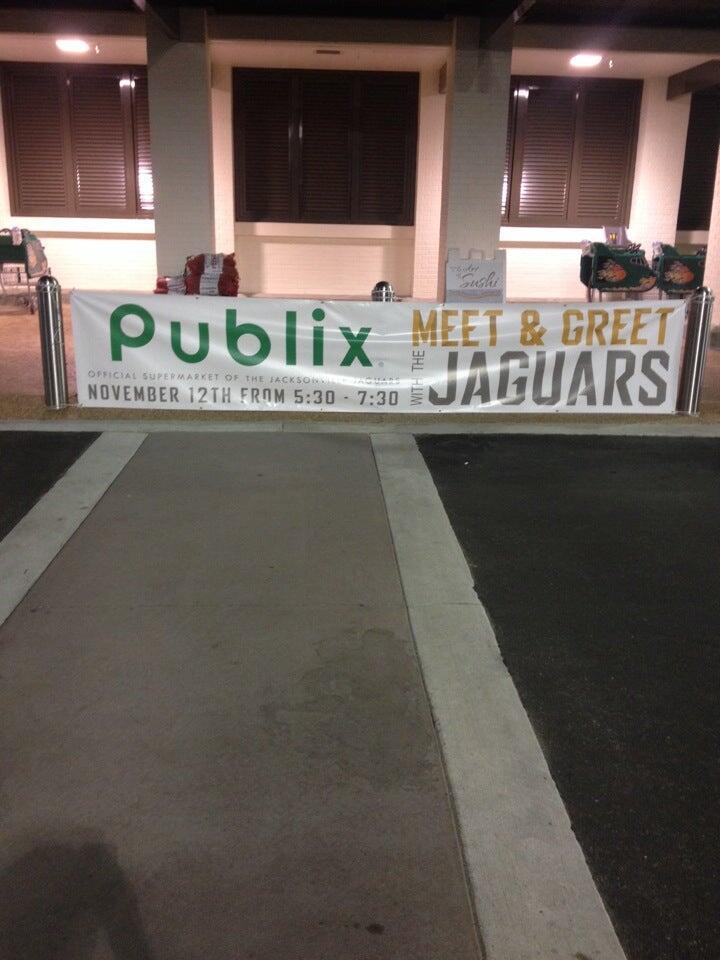 Publix
OFFICIAL SUPERMARKET OF THE JACKSONVILLE JAGUARS
NOVEMBER 12TH FROM 5:30 - 7:30
MEET & GREET
WITH THE
JAGUARS
Sushi